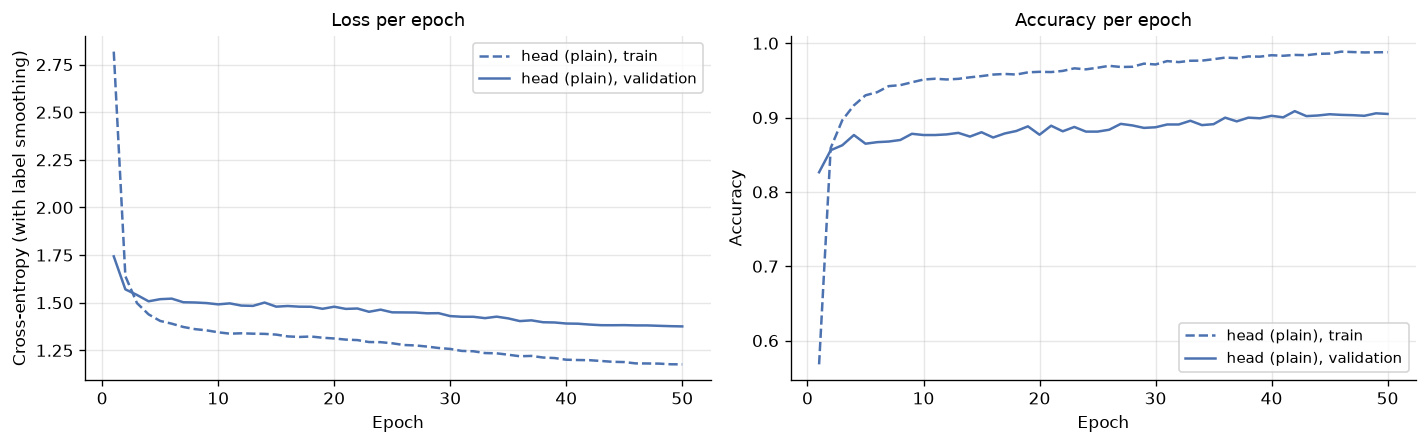 Loss per epoch
Cross-entropy (with label smoothing)
2.75
2.50
2.25
2.00
1.75
1.50
1.25
head (plain), train
head (plain), validation
0
10
20
30
40
50
Epoch
Accuracy per epoch
Accuracy
1.0
0.9
0.8
0.7
0.6
head (plain), train
head (plain), validation
0
10
20
30
40
50
Epoch